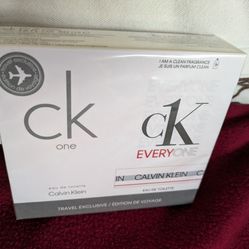 I AM A CLEAN FRAGRANCE
JE SUIS UN PARFUM CLEAN
ck
one
eau de toilette
Calvin Klein
CK
EVERYONE
IN CALVIN KLEIN C
EAU DE TOILETTE
TRAVEL EXCLUSIVE / ÉDITION DE VOYAGE